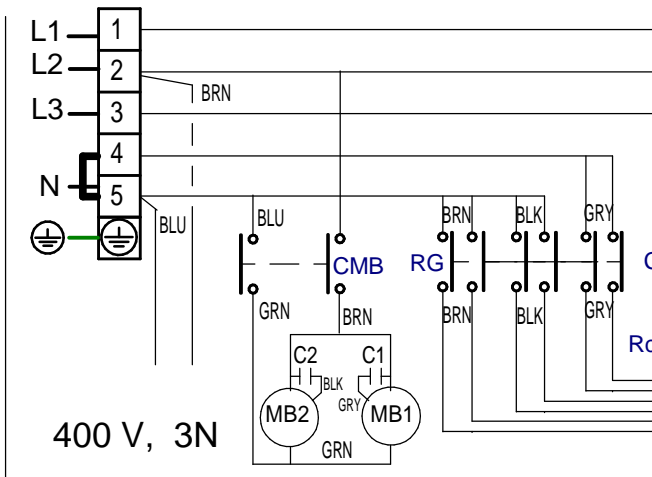 L1 1
L2 2
BRN
L3 3
4
N 5
BLU
BLU
BRN
BLK
GRY
CMB
RG
GRN
BRN
BRN
BLK
GRY
C2
C1
BLK
GRY
MB2
MB1
GRN
400 V, 3N